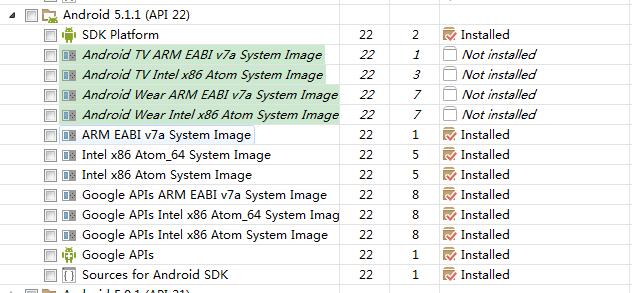 Android 5.1.1 (API 22)
SDK Platform 22 2 Installed
Android TV ARM EABI v7a System Image 22 1 Not installed
Android TV Intel x86 Atom System Image 22 3 Not installed
Android Wear ARM EABI v7a System Image 22 7 Not installed
Android Wear Intel x86 Atom System Image 22 7 Not installed
ARM EABI v7a System Image 22 1 Installed
Intel x86 Atom_64 System Image 22 5 Installed
Intel x86 Atom System Image 22 5 Installed
Google APIs ARM EABI v7a System Image 22 8 Installed
Google APIs Intel x86 Atom_64 System Imag 22 8 Installed
Google APIs Intel x86 Atom System Image 22 8 Installed
Google APIs 22 1 Installed
Sources for Android SDK 22 1 Installed